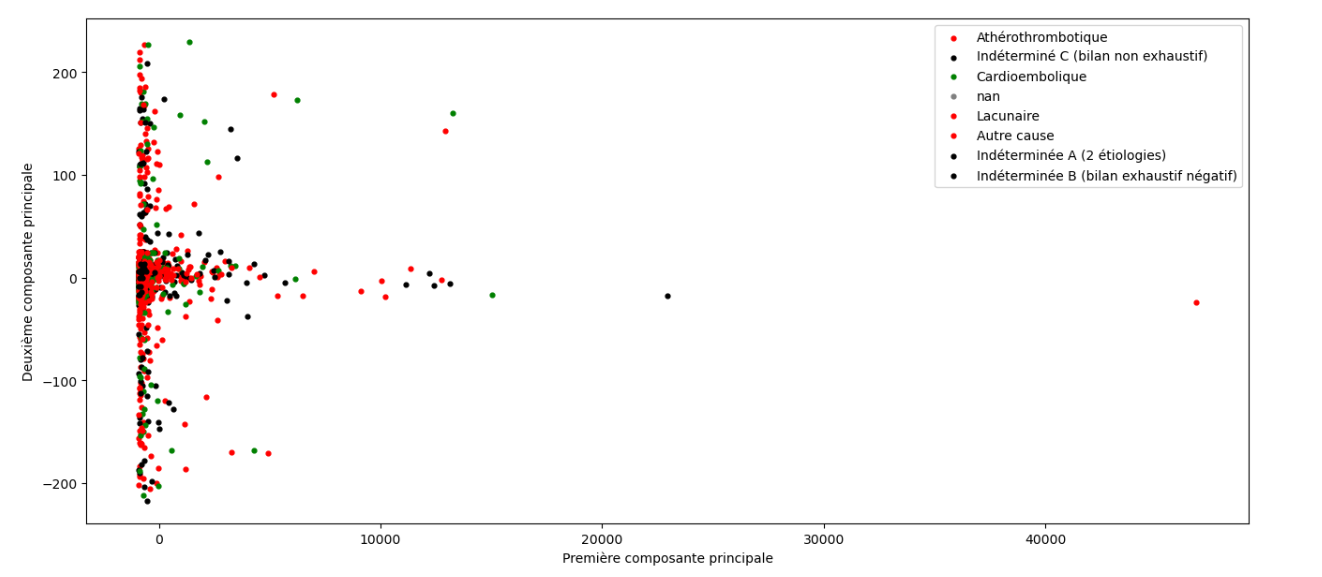 Athérothrombotique
Indéterminé C (bilan non exhaustif)
Cardioembolique
nan
Lacunaire
Autre cause
Indéterminée A (2 étiologies)
Indéterminée B (bilan exhaustif négatif)
Deuxième composante principale
200
100
0
−100
−200
0 10000 20000 30000 40000
Première composante principale